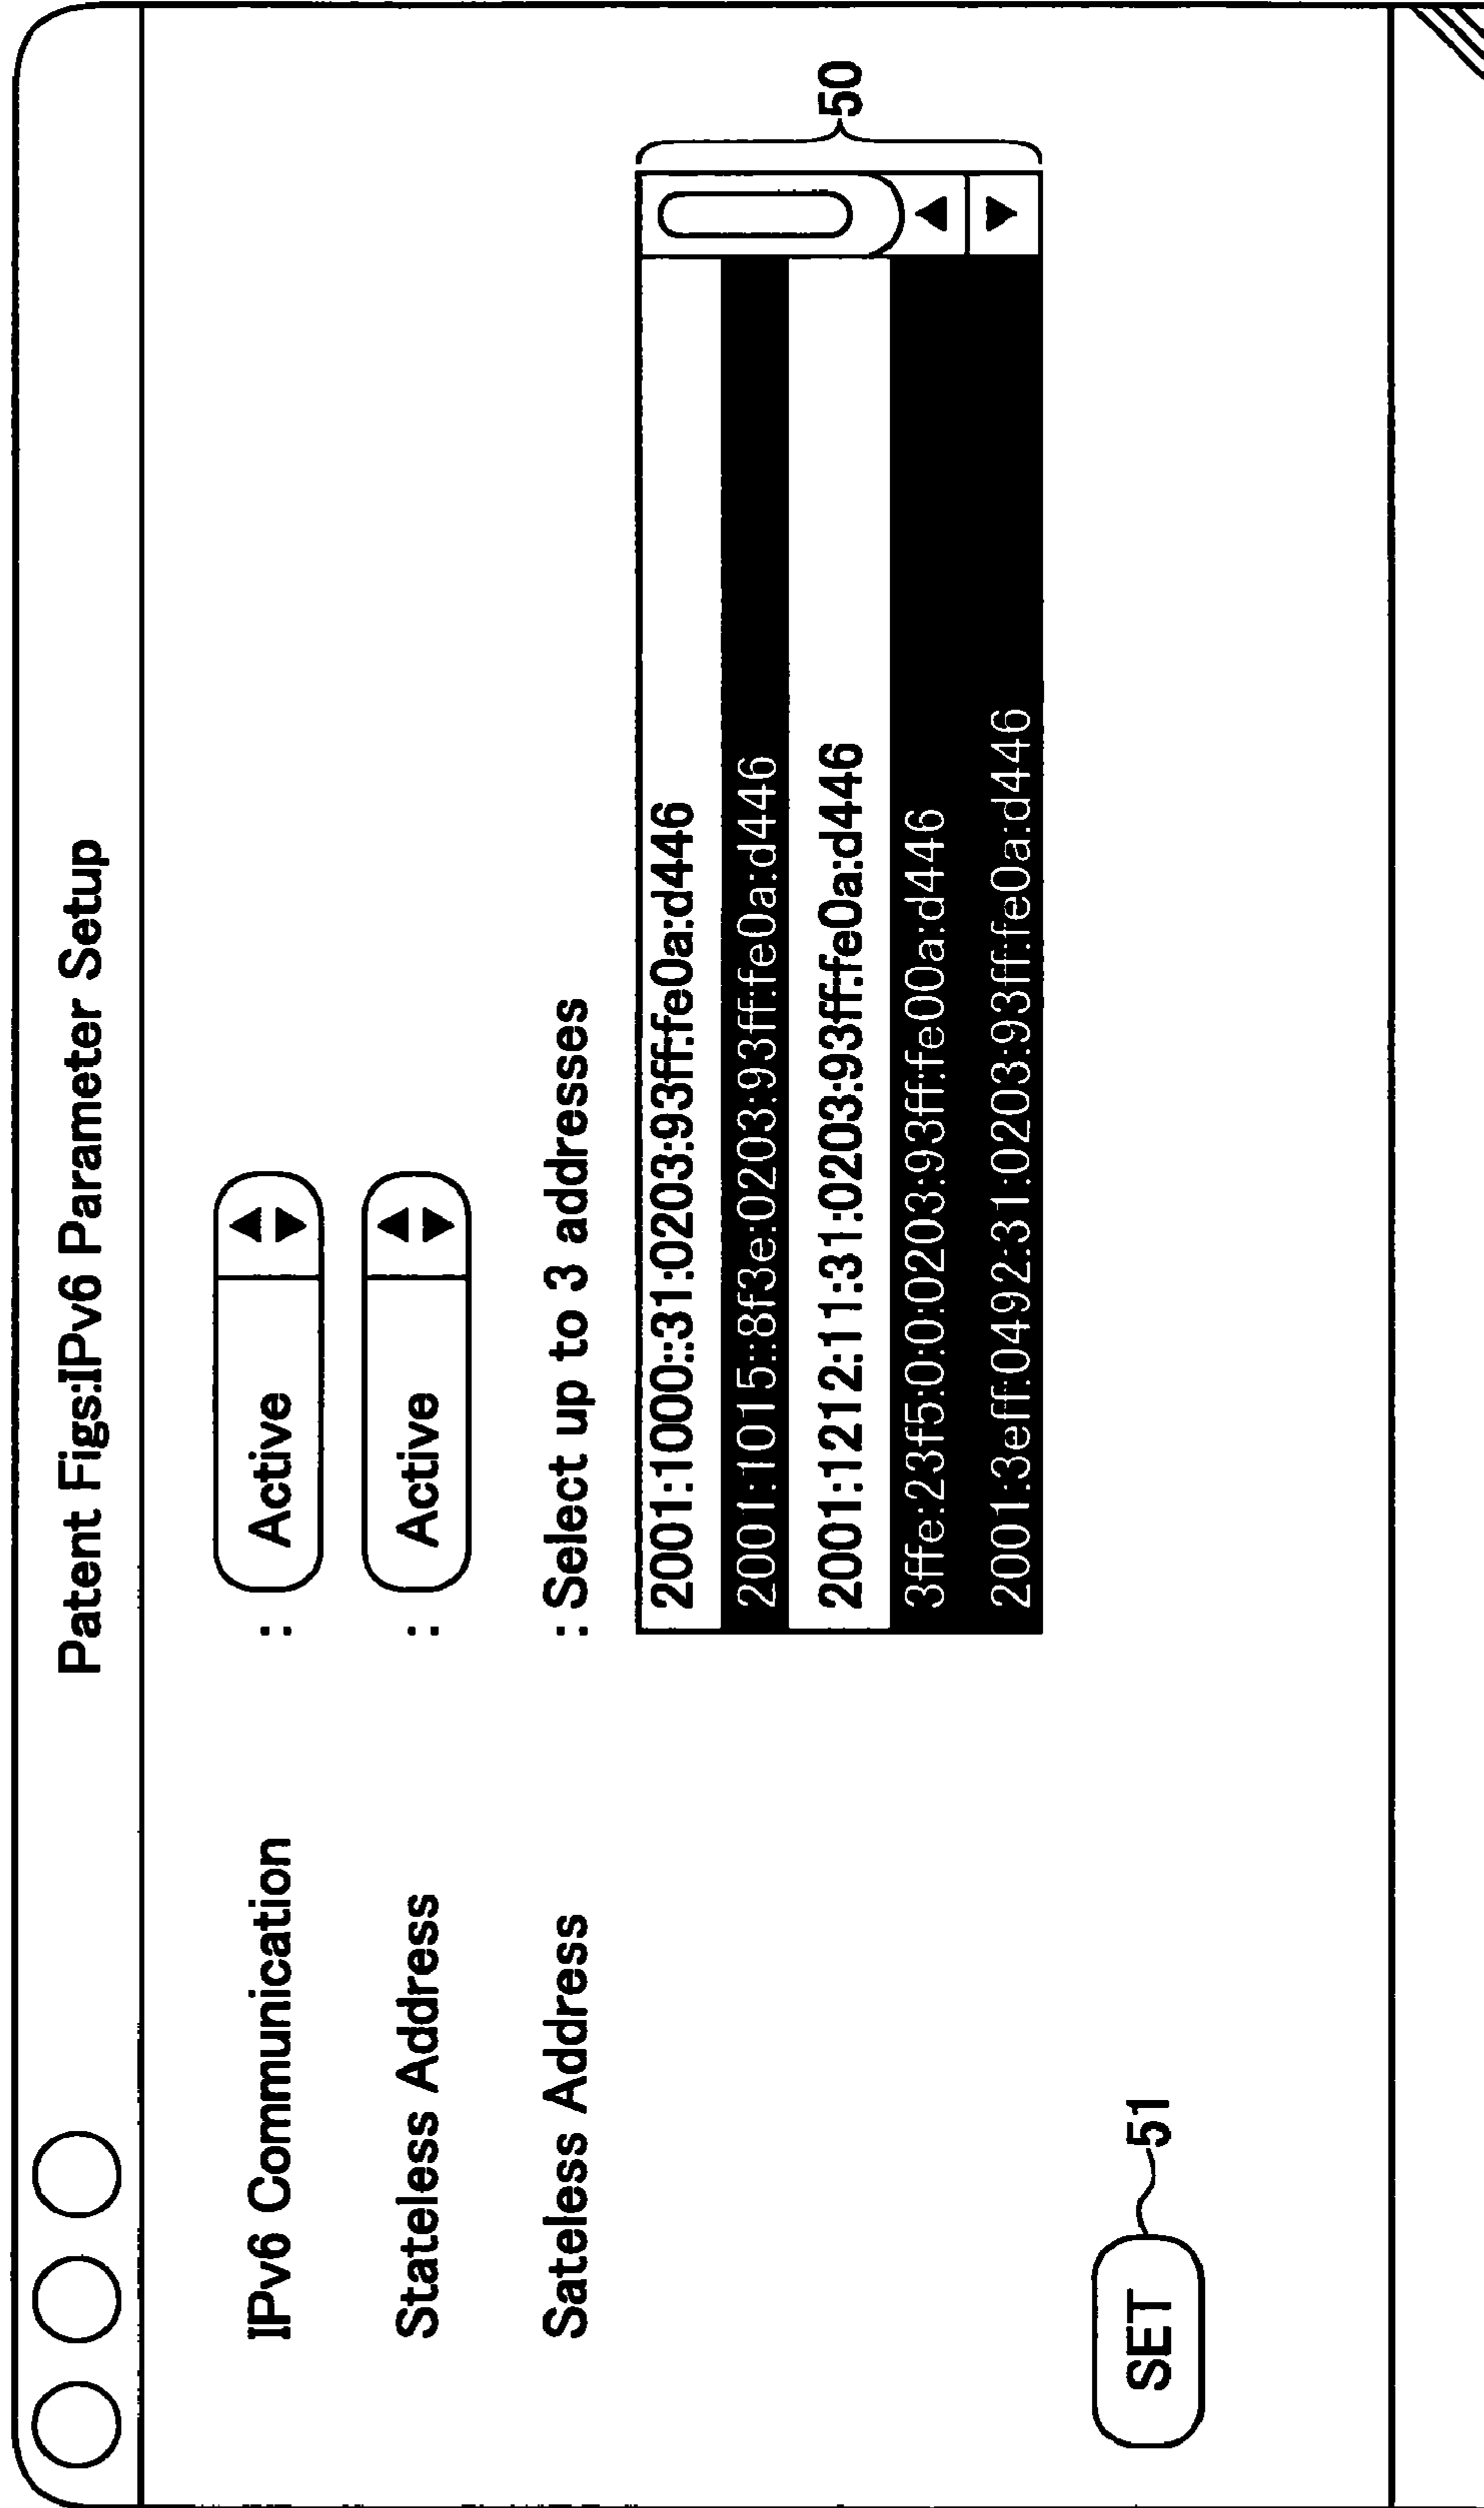 Patent Figs:IPv6 Parameter Setup
IPv6 Communication : Active
Stateless Address : Active
Sateless Address : Select up to 3 addresses
2001:1000::31:0203:93ff:fe0a:d446
2001:1015::8f3e:0203:93ff:fe0a:d446
2001:1212:11:31:0203:93ff:fe0a:d446
3ffe:23f5:0:0:0203:93ff:fe00a:d446
2001:3eff:0492:31:0203:93ff:fe0a:d446
50
SET 51